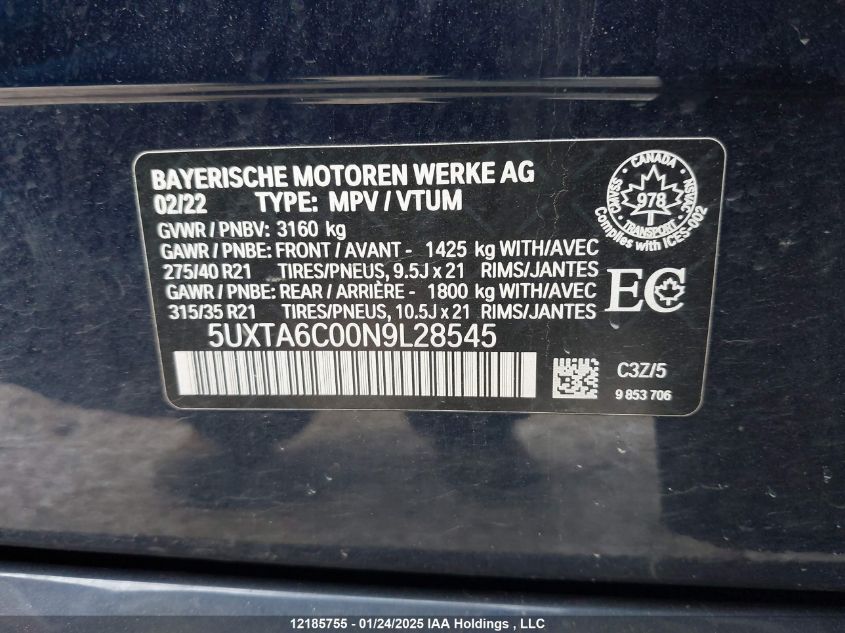 BAYERISCHE MOTOREN WERKE AG
02/22 TYPE: MPV / VTUM
GVWR / PNBV: 3160 kg
GAWR / PNBE: FRONT / AVANT - 1425 kg WITH/AVEC
275/40 R21 TIRES/PNEUS, 9.5J x 21 RIMS/JANTES
GAWR / PNBE: REAR / ARRIÈRE - 1800 kg WITH/AVEC
315/35 R21 TIRES/PNEUS, 10.5J x 21 RIMS/JANTES
5UXTA6C00N9L28545
CANADA
CMVSS
978
NSVAC
TRANSPORT
Complies with ICES-002
EC
C3Z/5
9 853 706
12185755 - 01/24/2025 IAA Holdings , LLC